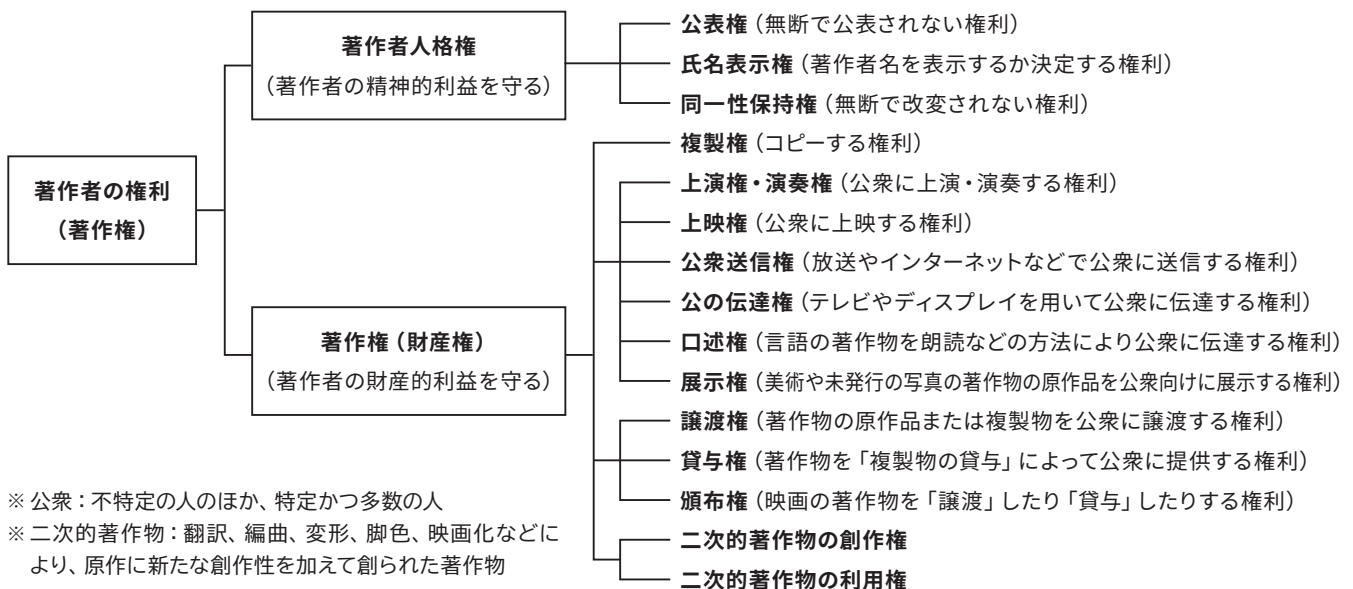 著作者の権利
（著作権）
著作者人格権
（著作者の精神的利益を守る）
公表権（無断で公表されない権利）
氏名表示権（著作者名を表示するか決定する権利）
同一性保持権（無断で改変されない権利）
著作権（財産権）
（著作者の財産的利益を守る）
複製権（コピーする権利）
上演権・演奏権（公衆に上演・演奏する権利）
上映権（公衆に上映する権利）
公衆送信権（放送やインターネットなどで公衆に送信する権利）
公の伝達権（テレビやディスプレイを用いて公衆に伝達する権利）
口述権（言語の著作物を朗読などの方法により公衆に伝達する権利）
展示権（美術や未発行の写真の著作物の原作品を公衆向けに展示する権利）
譲渡権（著作物の原作品または複製物を公衆に譲渡する権利）
貸与権（著作物を「複製物の貸与」によって公衆に提供する権利）
頒布権（映画の著作物を「譲渡」したり「貸与」したりする権利）
二次的著作物の創作権
二次的著作物の利用権
※ 公衆：不特定の人のほか、特定かつ多数の人
※ 二次的著作物：翻訳、編曲、変形、脚色、映画化などに
より、原作に新たな創作性を加えて創られた著作物